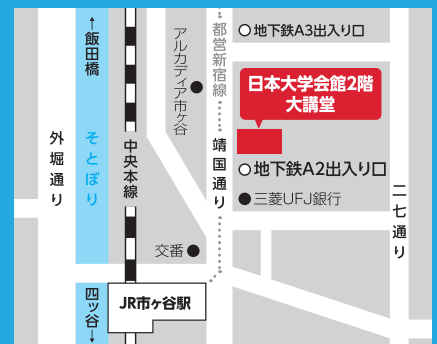 ←飯田橋
アルカディア市ケ谷
都営新宿線
地下鉄A3出入り口
日本大学会館2階
大講堂
外堀通り
そとぼり
中央本線
靖国通り
地下鉄A2出入り口
三菱UFJ銀行
二七通り
交番
四ッ谷→
JR市ヶ谷駅